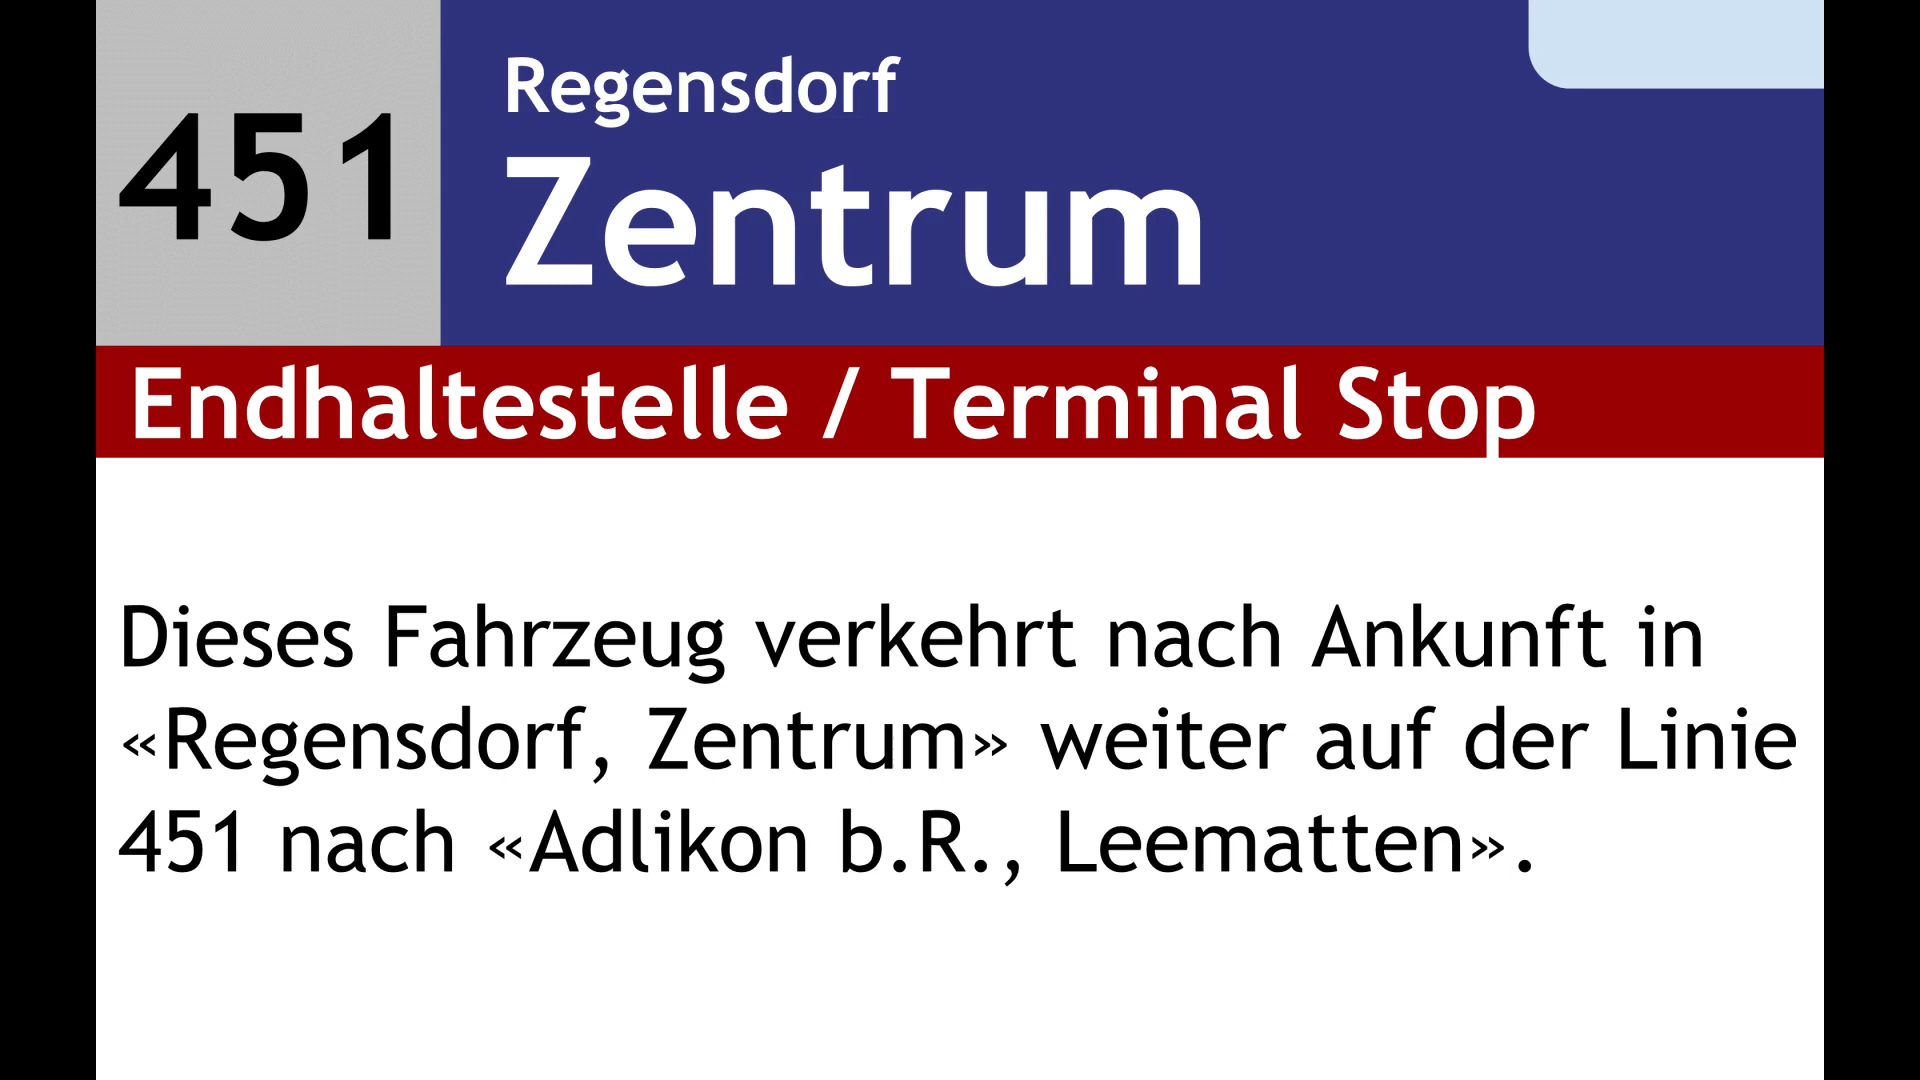 451
Regensdorf
Zentrum
Endhaltestelle / Terminal Stop
Dieses Fahrzeug verkehrt nach Ankunft in
«Regensdorf, Zentrum» weiter auf der Linie
451 nach «Adlikon b.R., Leematten».